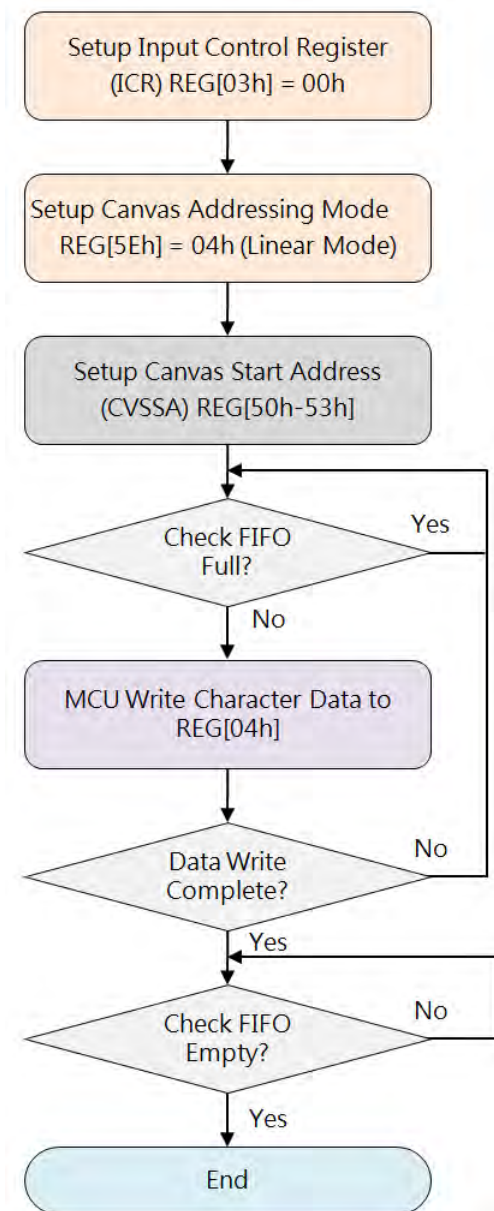 Setup Input Control Register
(ICR) REG[03h] = 00h
Setup Canvas Addressing Mode
REG[5Eh] = 04h (Linear Mode)
Setup Canvas Start Address
(CVSSA) REG[50h-53h]
Check FIFO
Full?
Yes
No
MCU Write Character Data to
REG[04h]
Data Write
Complete?
No
Yes
Check FIFO
Empty?
No
Yes
End